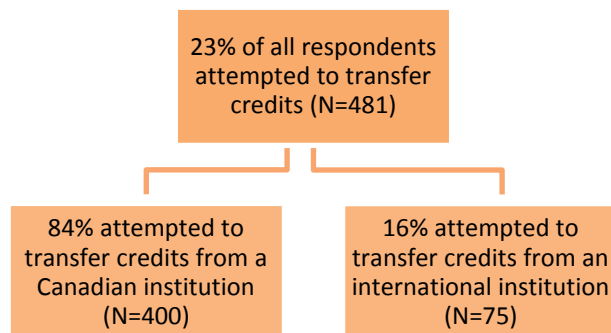 23% of all respondents
attempted to transfer
credits (N=481)
84% attempted to
transfer credits from a
Canadian institution
(N=400)
16% attempted to
transfer credits from an
international institution
(N=75)